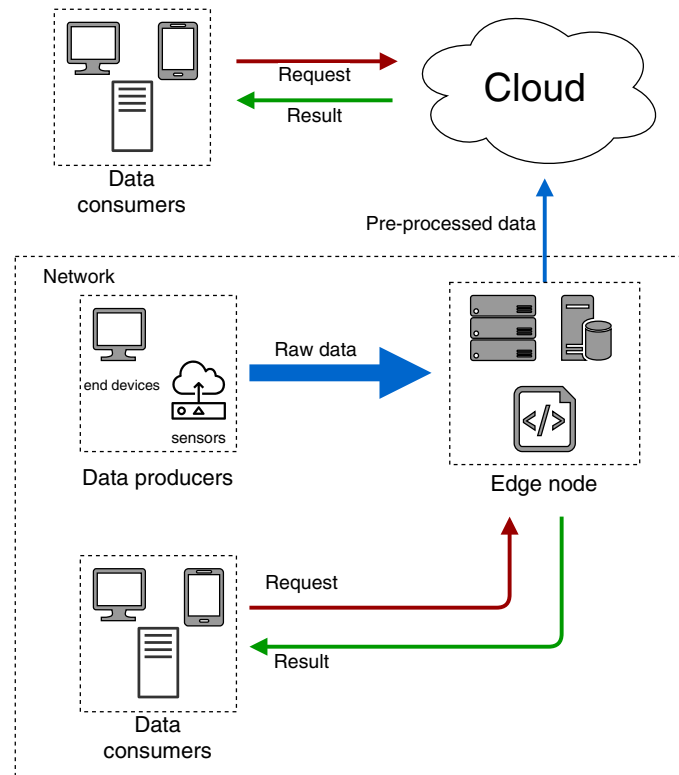 Request
Cloud
Result
Data
consumers
Pre-processed data
Network
Raw data
end devices
sensors
Data producers
Edge node
</>
Request
Result
Data
consumers